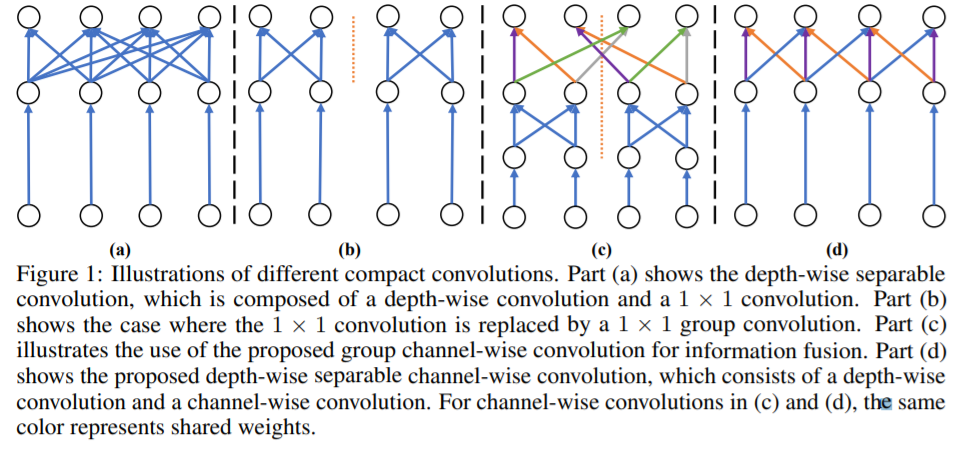 (a) (b) (c) (d)
Figure 1: Illustrations of different compact convolutions. Part (a) shows the depth-wise separable
convolution, which is composed of a depth-wise convolution and a 1 × 1 convolution. Part (b)
shows the case where the 1 × 1 convolution is replaced by a 1 × 1 group convolution. Part (c)
illustrates the use of the proposed group channel-wise convolution for information fusion. Part (d)
shows the proposed depth-wise separable channel-wise convolution, which consists of a depth-wise
convolution and a channel-wise convolution. For channel-wise convolutions in (c) and (d), the same
color represents shared weights.